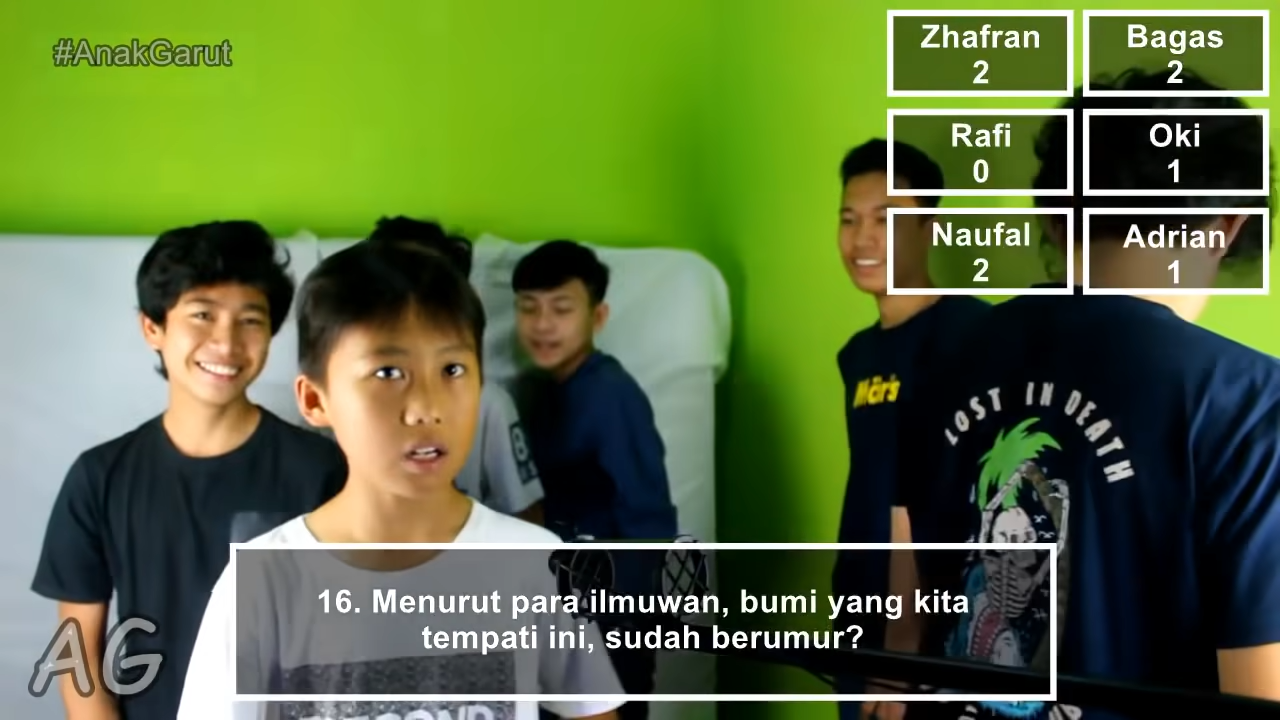 #AnakGarut
Zhafran
2
Bagas
2
Rafi
0
Oki
1
Naufal
2
Adrian
1
Mars
LOST IN DEATH
16. Menurut para ilmuwan, bumi yang kita
tempati ini, sudah berumur?
AG